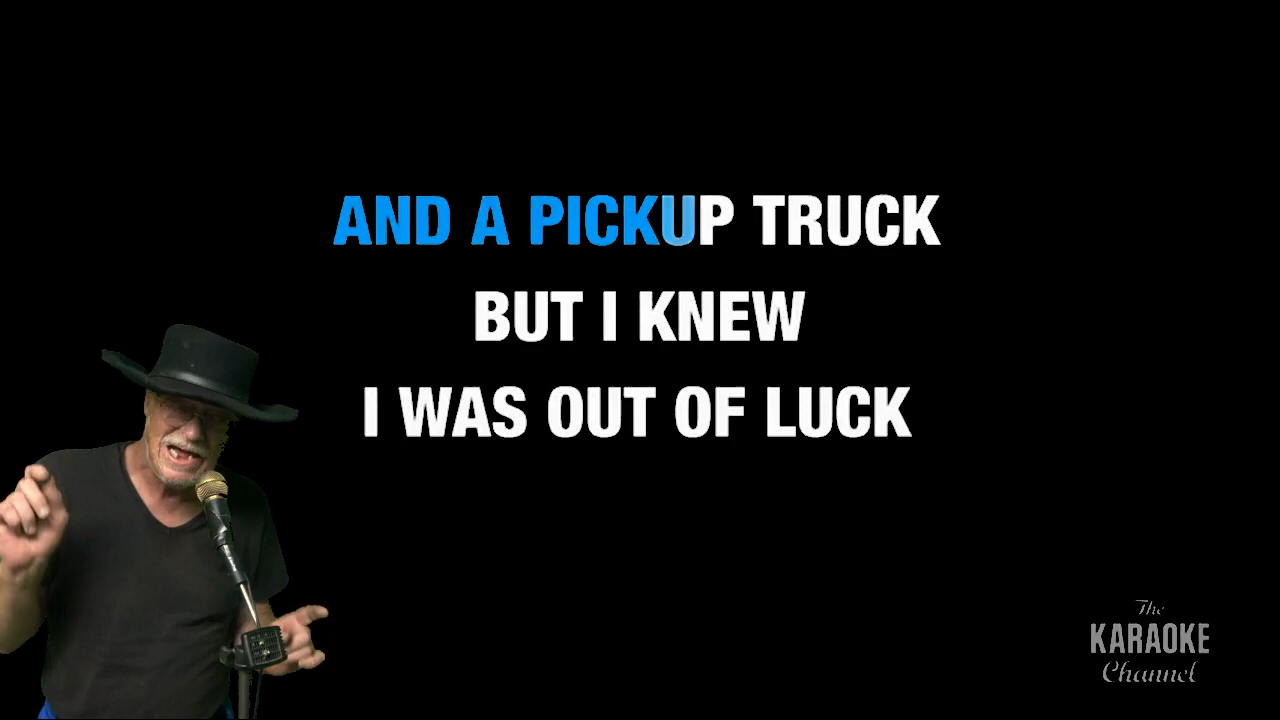 AND A PICKUP TRUCK
BUT I KNEW
I WAS OUT OF LUCK
The
KARAOKE
Channel